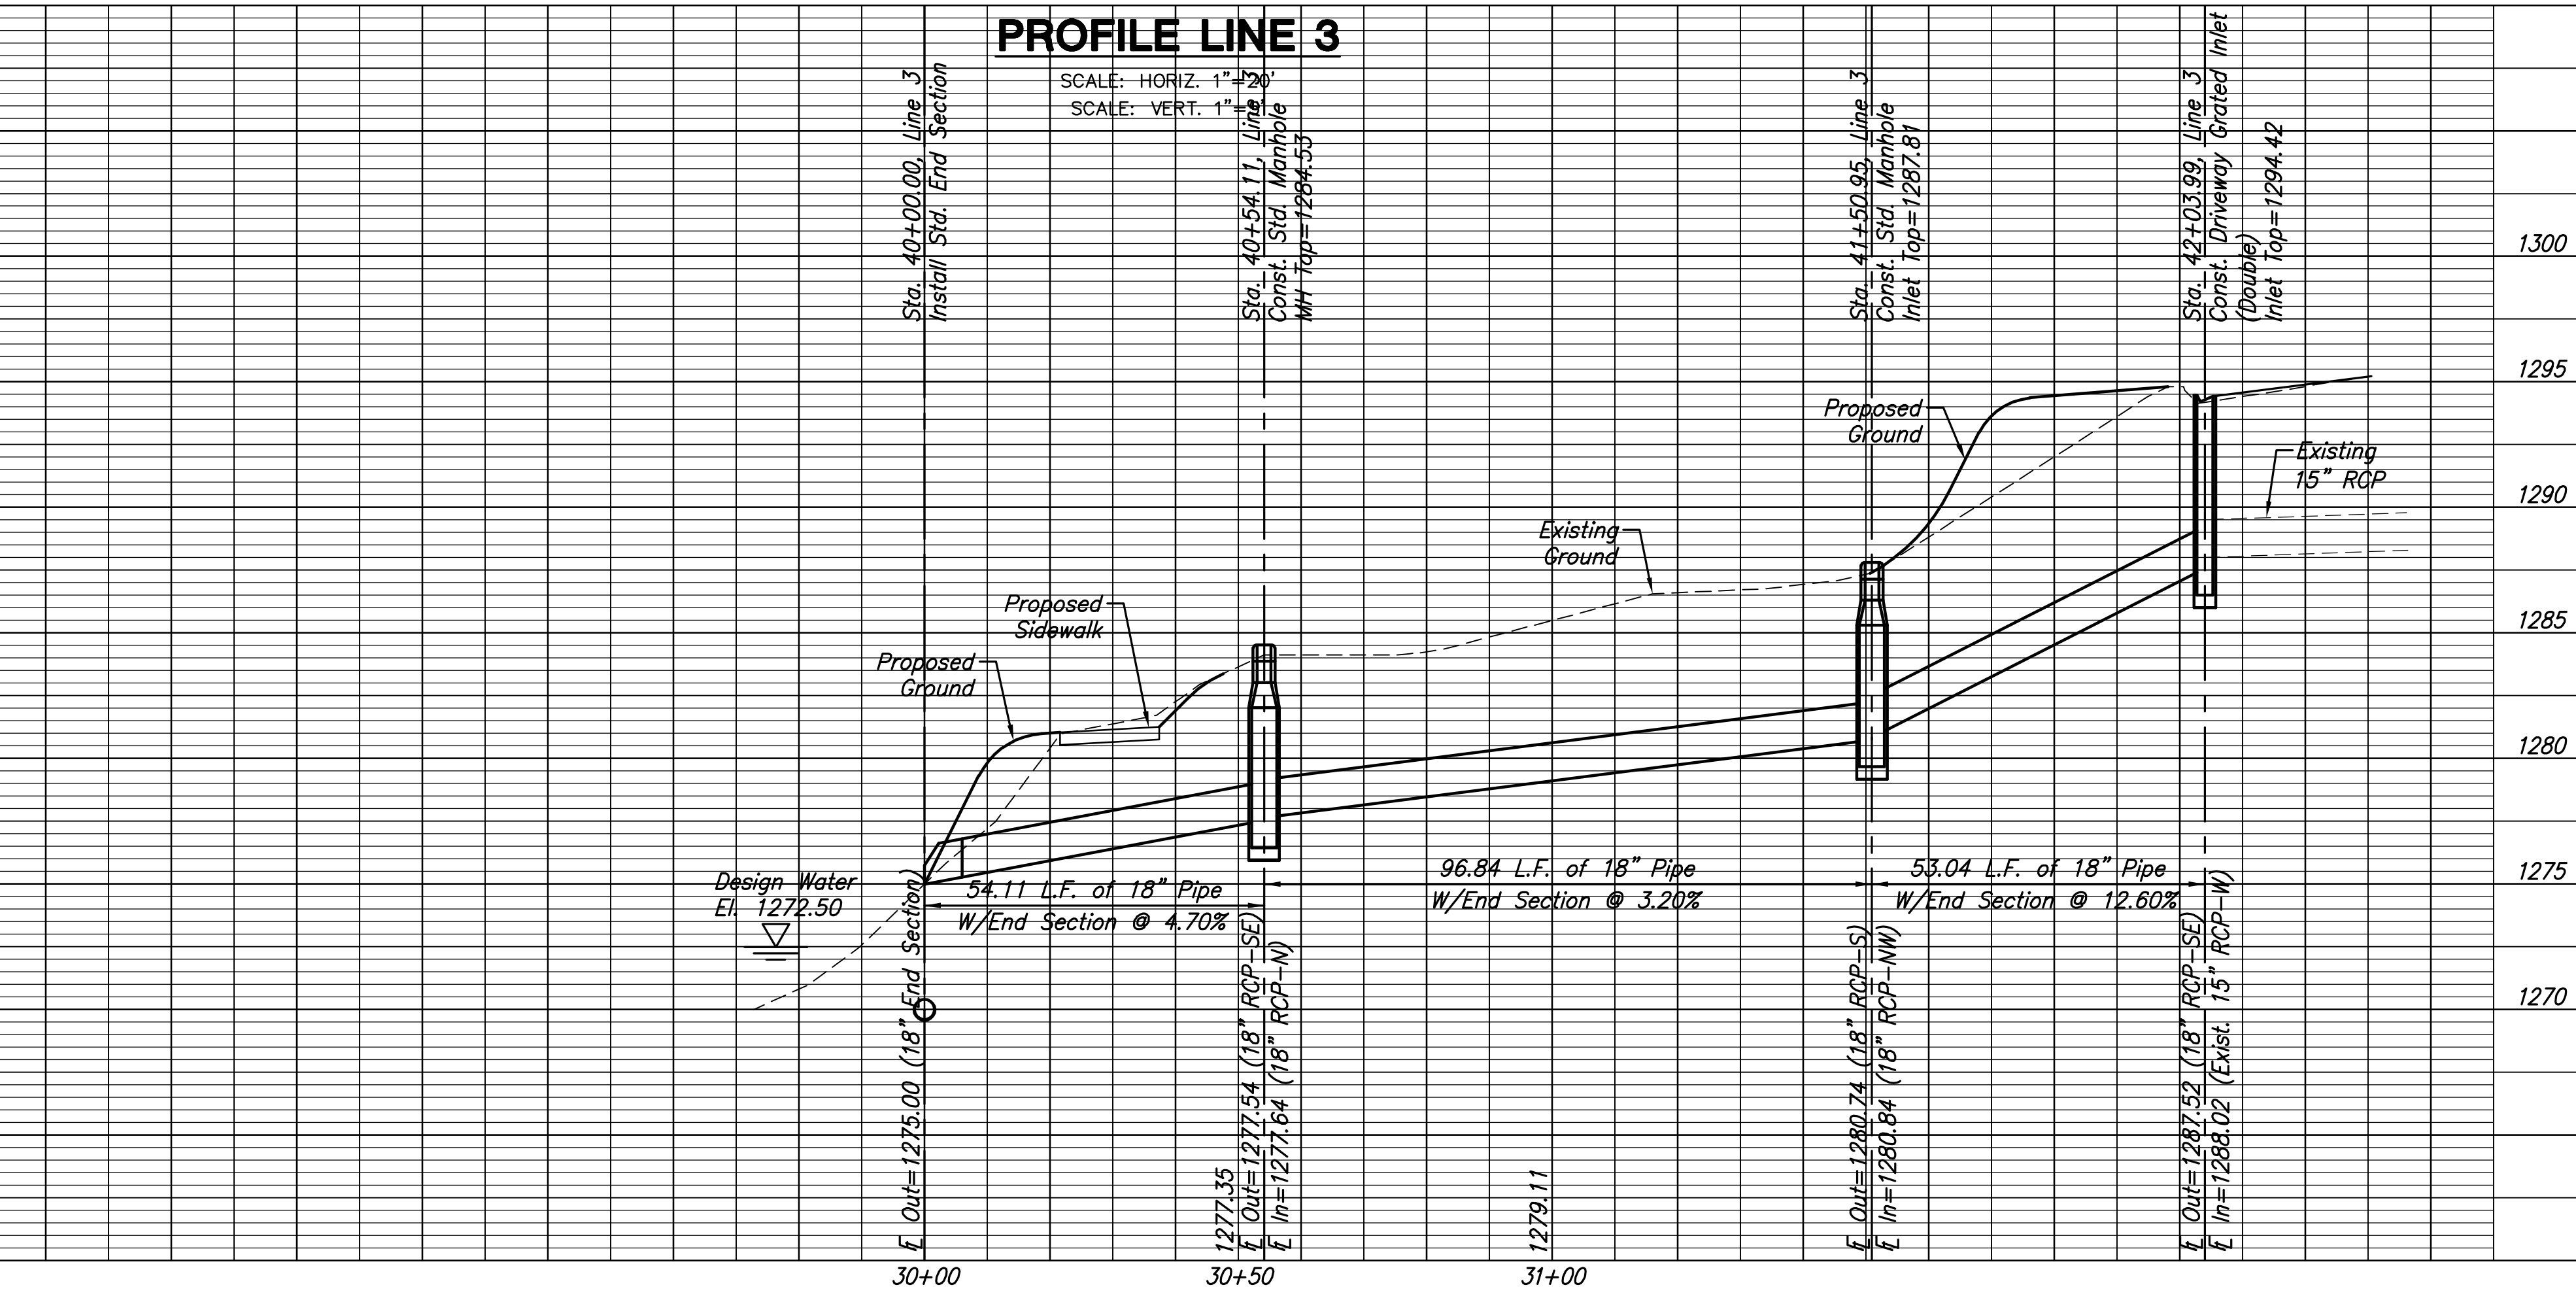 PROFILE LINE 3
SCALE: HORIZ. 1"=20'
SCALE: VERT. 1"=
Sta. 40+00.00, Line 3
Install Std. End Section
Sta. 40+54.11, Line 3
Const. Std. Manhole
MH Top=1284.53
Sta. 41+50.95, Line 3
Const. Std. Manhole
Inlet Top=1287.81
Sta. 42+03.99, Line 3
Const. Driveway Grated Inlet
(Double)
Inlet Top=1294.42
1300
1295
1290
1285
1280
1275
1270
Proposed
Ground
Existing
15" RCP
Existing
Ground
Proposed
Sidewalk
Proposed
Ground
Design Water
El. 1272.50
54.11 L.F. of 18" Pipe
W/End Section @ 4.70%
96.84 L.F. of 18" Pipe
W/End Section @ 3.20%
53.04 L.F. of 18" Pipe
W/End Section @ 12.60%
Out=1275.00 (18" End Section)
1277.35
Out=1277.54 (18" RCP-SE)
In=1277.64 (18" RCP-N)
1279.11
Out=1280.74 (18" RCP-S)
In=1280.84 (18" RCP-NW)
Out=1287.52 (18" RCP-SE)
In=1288.02 (Exist. 15" RCP-W)
30+00
30+50
31+00